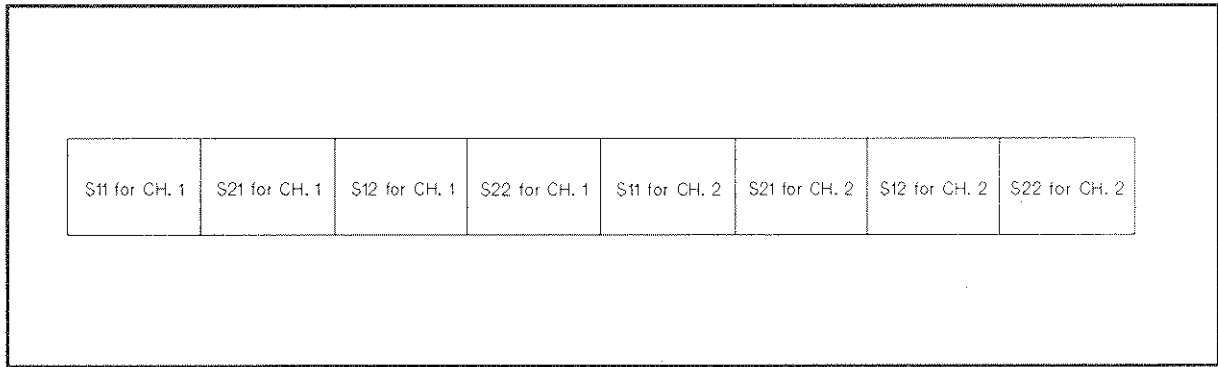 S11 for CH. 1
S21 for CH. 1
S12 for CH. 1
S22 for CH. 1
S11 for CH. 2
S21 for CH. 2
S12 for CH. 2
S22 for CH. 2